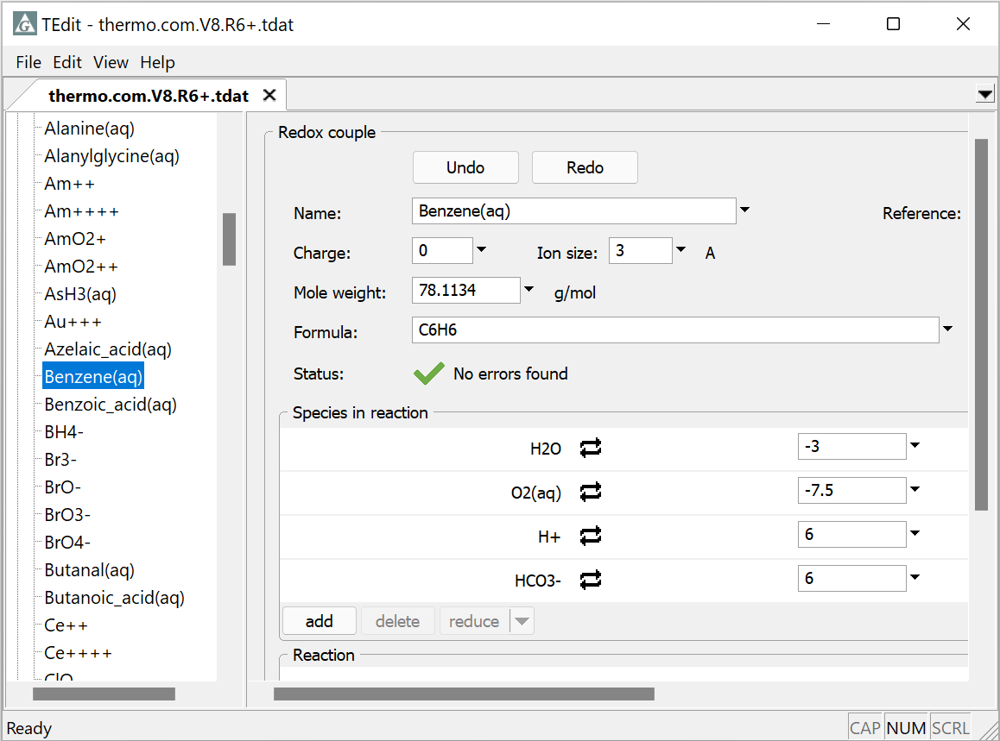 TEdit - thermo.com.V8.R6+.tdat
File Edit View Help
thermo.com.V8.R6+.tdat
Alanine(aq)
Alanylglycine(aq)
Am++
Am++++
AmO2+
AmO2++
AsH3(aq)
Au+++
Azelaic_acid(aq)
Benzene(aq)
Benzoic_acid(aq)
BH4-
Br3-
BrO-
BrO3-
BrO4-
Butanal(aq)
Butanoic_acid(aq)
Ce++
Ce++++
ClO
Redox couple
Undo Redo
Name: Benzene(aq) Reference:
Charge: 0 Ion size: 3 A
Mole weight: 78.1134 g/mol
Formula: C6H6
Status: No errors found
Species in reaction
H2O -3
O2(aq) -7.5
H+ 6
HCO3- 6
add delete reduce
Reaction
Ready CAP NUM SCRL